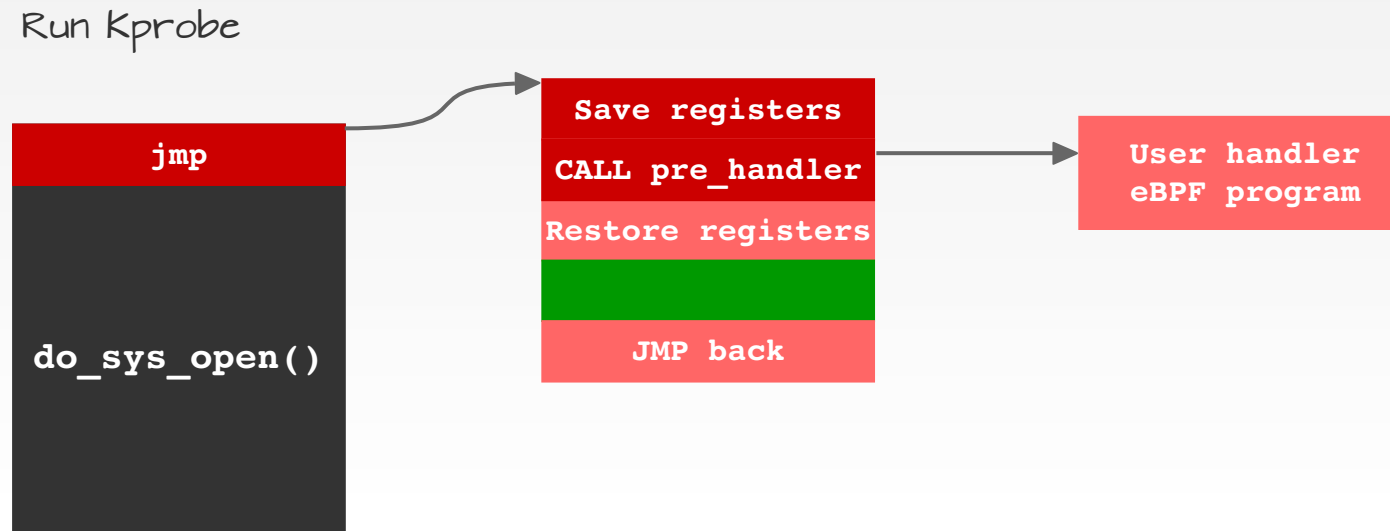 Run Kprobe
jmp
do_sys_open()
Save registers
CALL pre_handler
Restore registers
JMP back
User handler
eBPF program